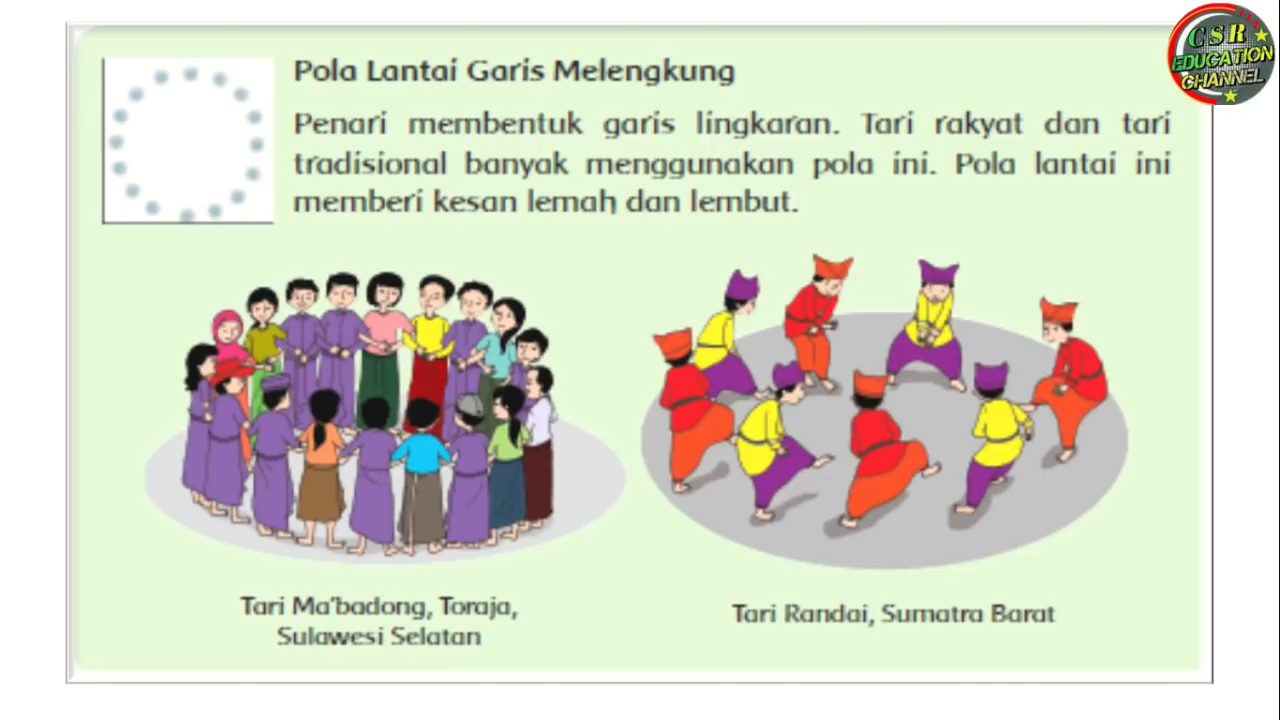 CSR
EDUCATION
CHANNEL
Pola Lantai Garis Melengkung
Penari membentuk garis lingkaran. Tari rakyat dan tari
tradisional banyak menggunakan pola ini. Pola lantai ini
memberi kesan lemah dan lembut.
Tari Ma'badong, Toraja,
Sulawesi Selatan
Tari Randai, Sumatra Barat